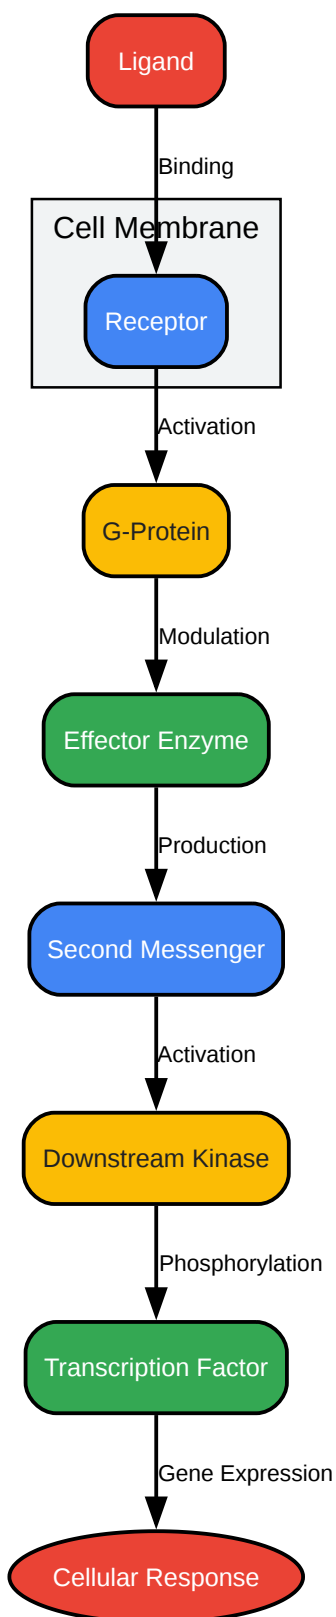 Ligand
Binding
Cell Membrane
Receptor
Activation
G-Protein
Modulation
Effector Enzyme
Production
Second Messenger
Activation
Downstream Kinase
Phosphorylation
Transcription Factor
Gene Expression
Cellular Response